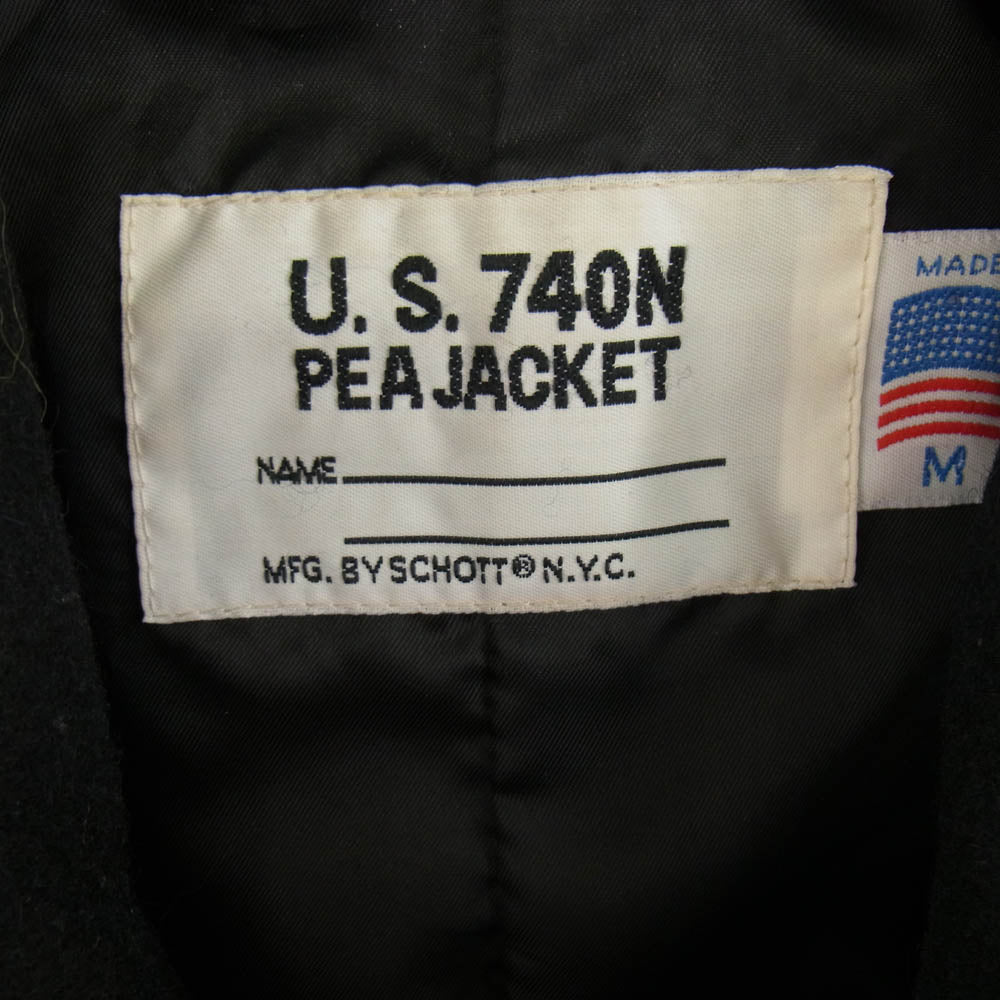 U. S. 740N
PEA JACKET
NAME
MFG. BY SCHOTT® N.Y.C.
MADE
M